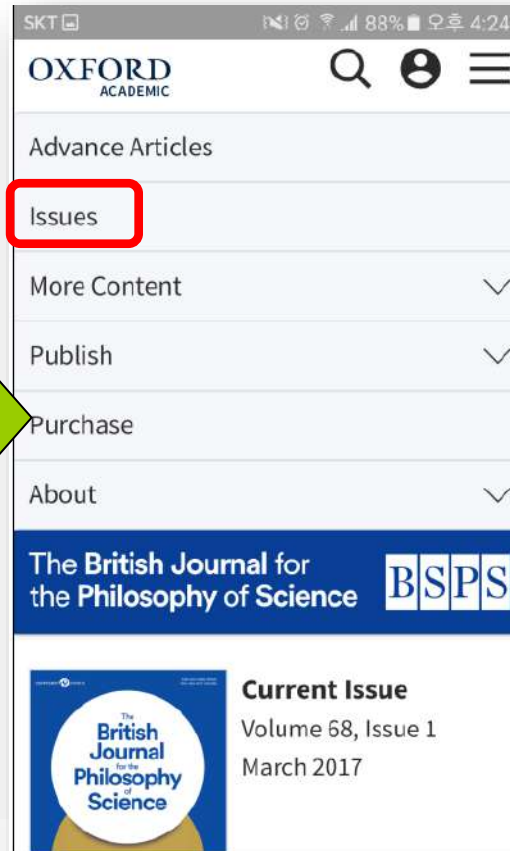 SKT 88% 오후 4:24
OXFORD
ACADEMIC
Advance Articles
Issues
More Content
Publish
Purchase
About
The British Journal for
the Philosophy of Science
BSPS
Current Issue
Volume 68, Issue 1
March 2017
The
British
Journal
for the
Philosophy
of
Science